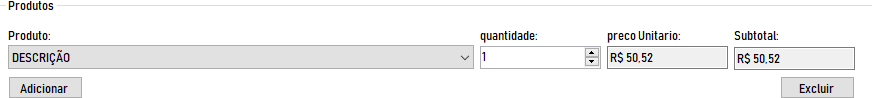 Produtos
Produto: quantidade: preco Unitario: Subtotal:
DESCRIÇÃO 1 R$ 50,52 R$ 50,52
Adicionar Excluir